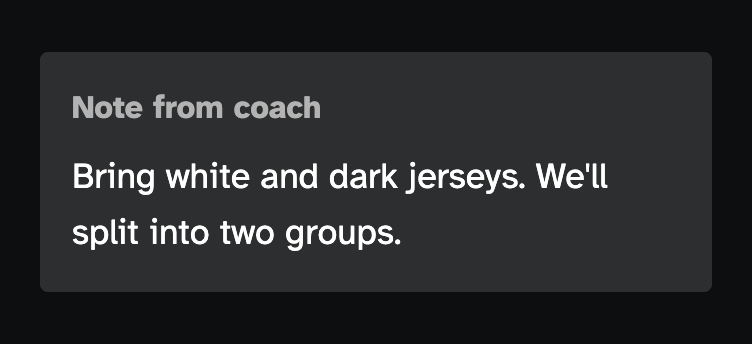 Note from coach
Bring white and dark jerseys. We'll
split into two groups.